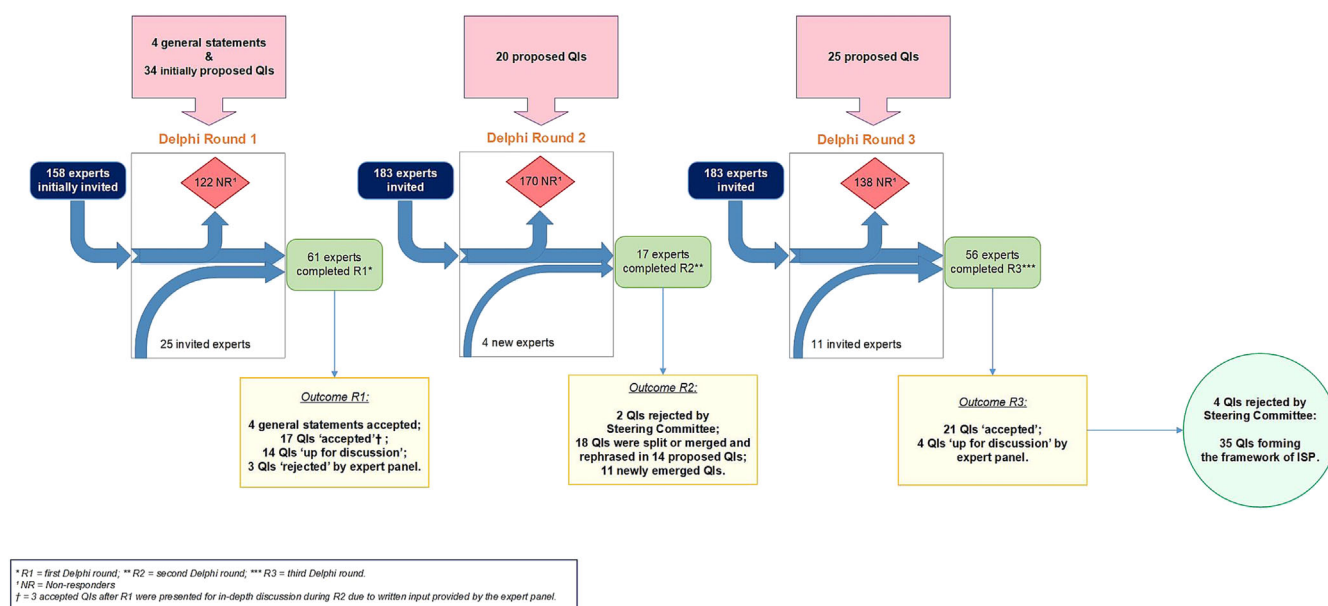 4 general statements
&
34 initially proposed QIs
20 proposed QIs
25 proposed QIs
Delphi Round 1
Delphi Round 2
Delphi Round 3
158 experts
initially invited
122 NR¹
61 experts
completed R1*
25 invited experts
183 experts
invited
170 NR¹
17 experts
completed R2**
4 new experts
183 experts
invited
138 NR¹
56 experts
completed R3***
11 invited experts
Outcome R1:
4 general statements accepted;
17 QIs ‘accepted’† ;
14 QIs ‘up for discussion’;
3 QIs ‘rejected’ by expert panel.
Outcome R2:
2 QIs rejected by
Steering Committee;
18 QIs were split or merged and
rephrased in 14 proposed QIs;
11 newly emerged QIs.
Outcome R3:
21 QIs ‘accepted’;
4 QIs ‘up for discussion’ by
expert panel.
4 QIs rejected by
Steering Committee:
35 QIs forming
the framework of ISP.
* R1 = first Delphi round; ** R2 = second Delphi round; *** R3 = third Delphi round.
¹ NR = Non-responders
† = 3 accepted QIs after R1 were presented for in-depth discussion during R2 due to written input provided by the expert panel.